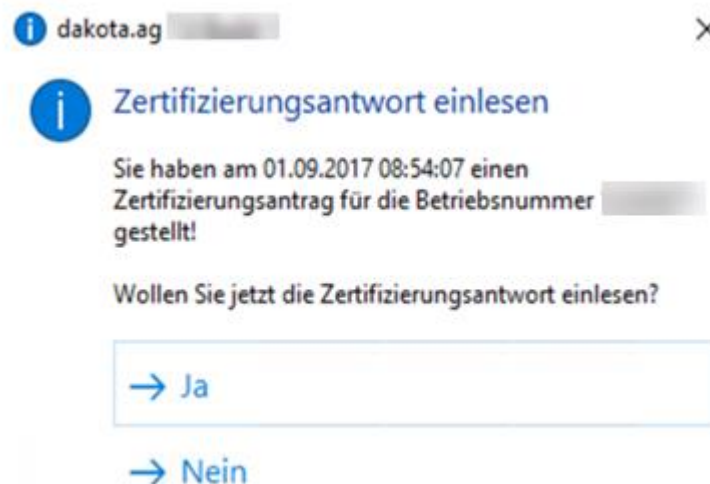 dakota.ag
Zertifizierungsantwort einlesen
Sie haben am 01.09.2017 08:54:07 einen
Zertifizierungsantrag für die Betriebsnummer
gestellt!
Wollen Sie jetzt die Zertifizierungsantwort einlesen?
→ Ja
→ Nein